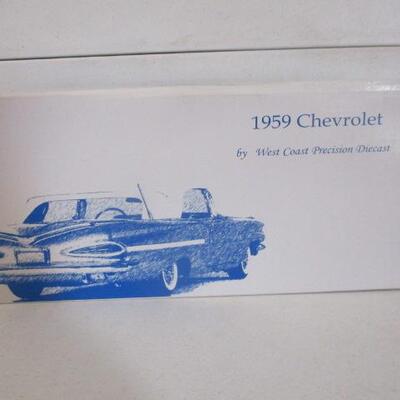 1959 Chevrolet
by West Coast Precision Diecast